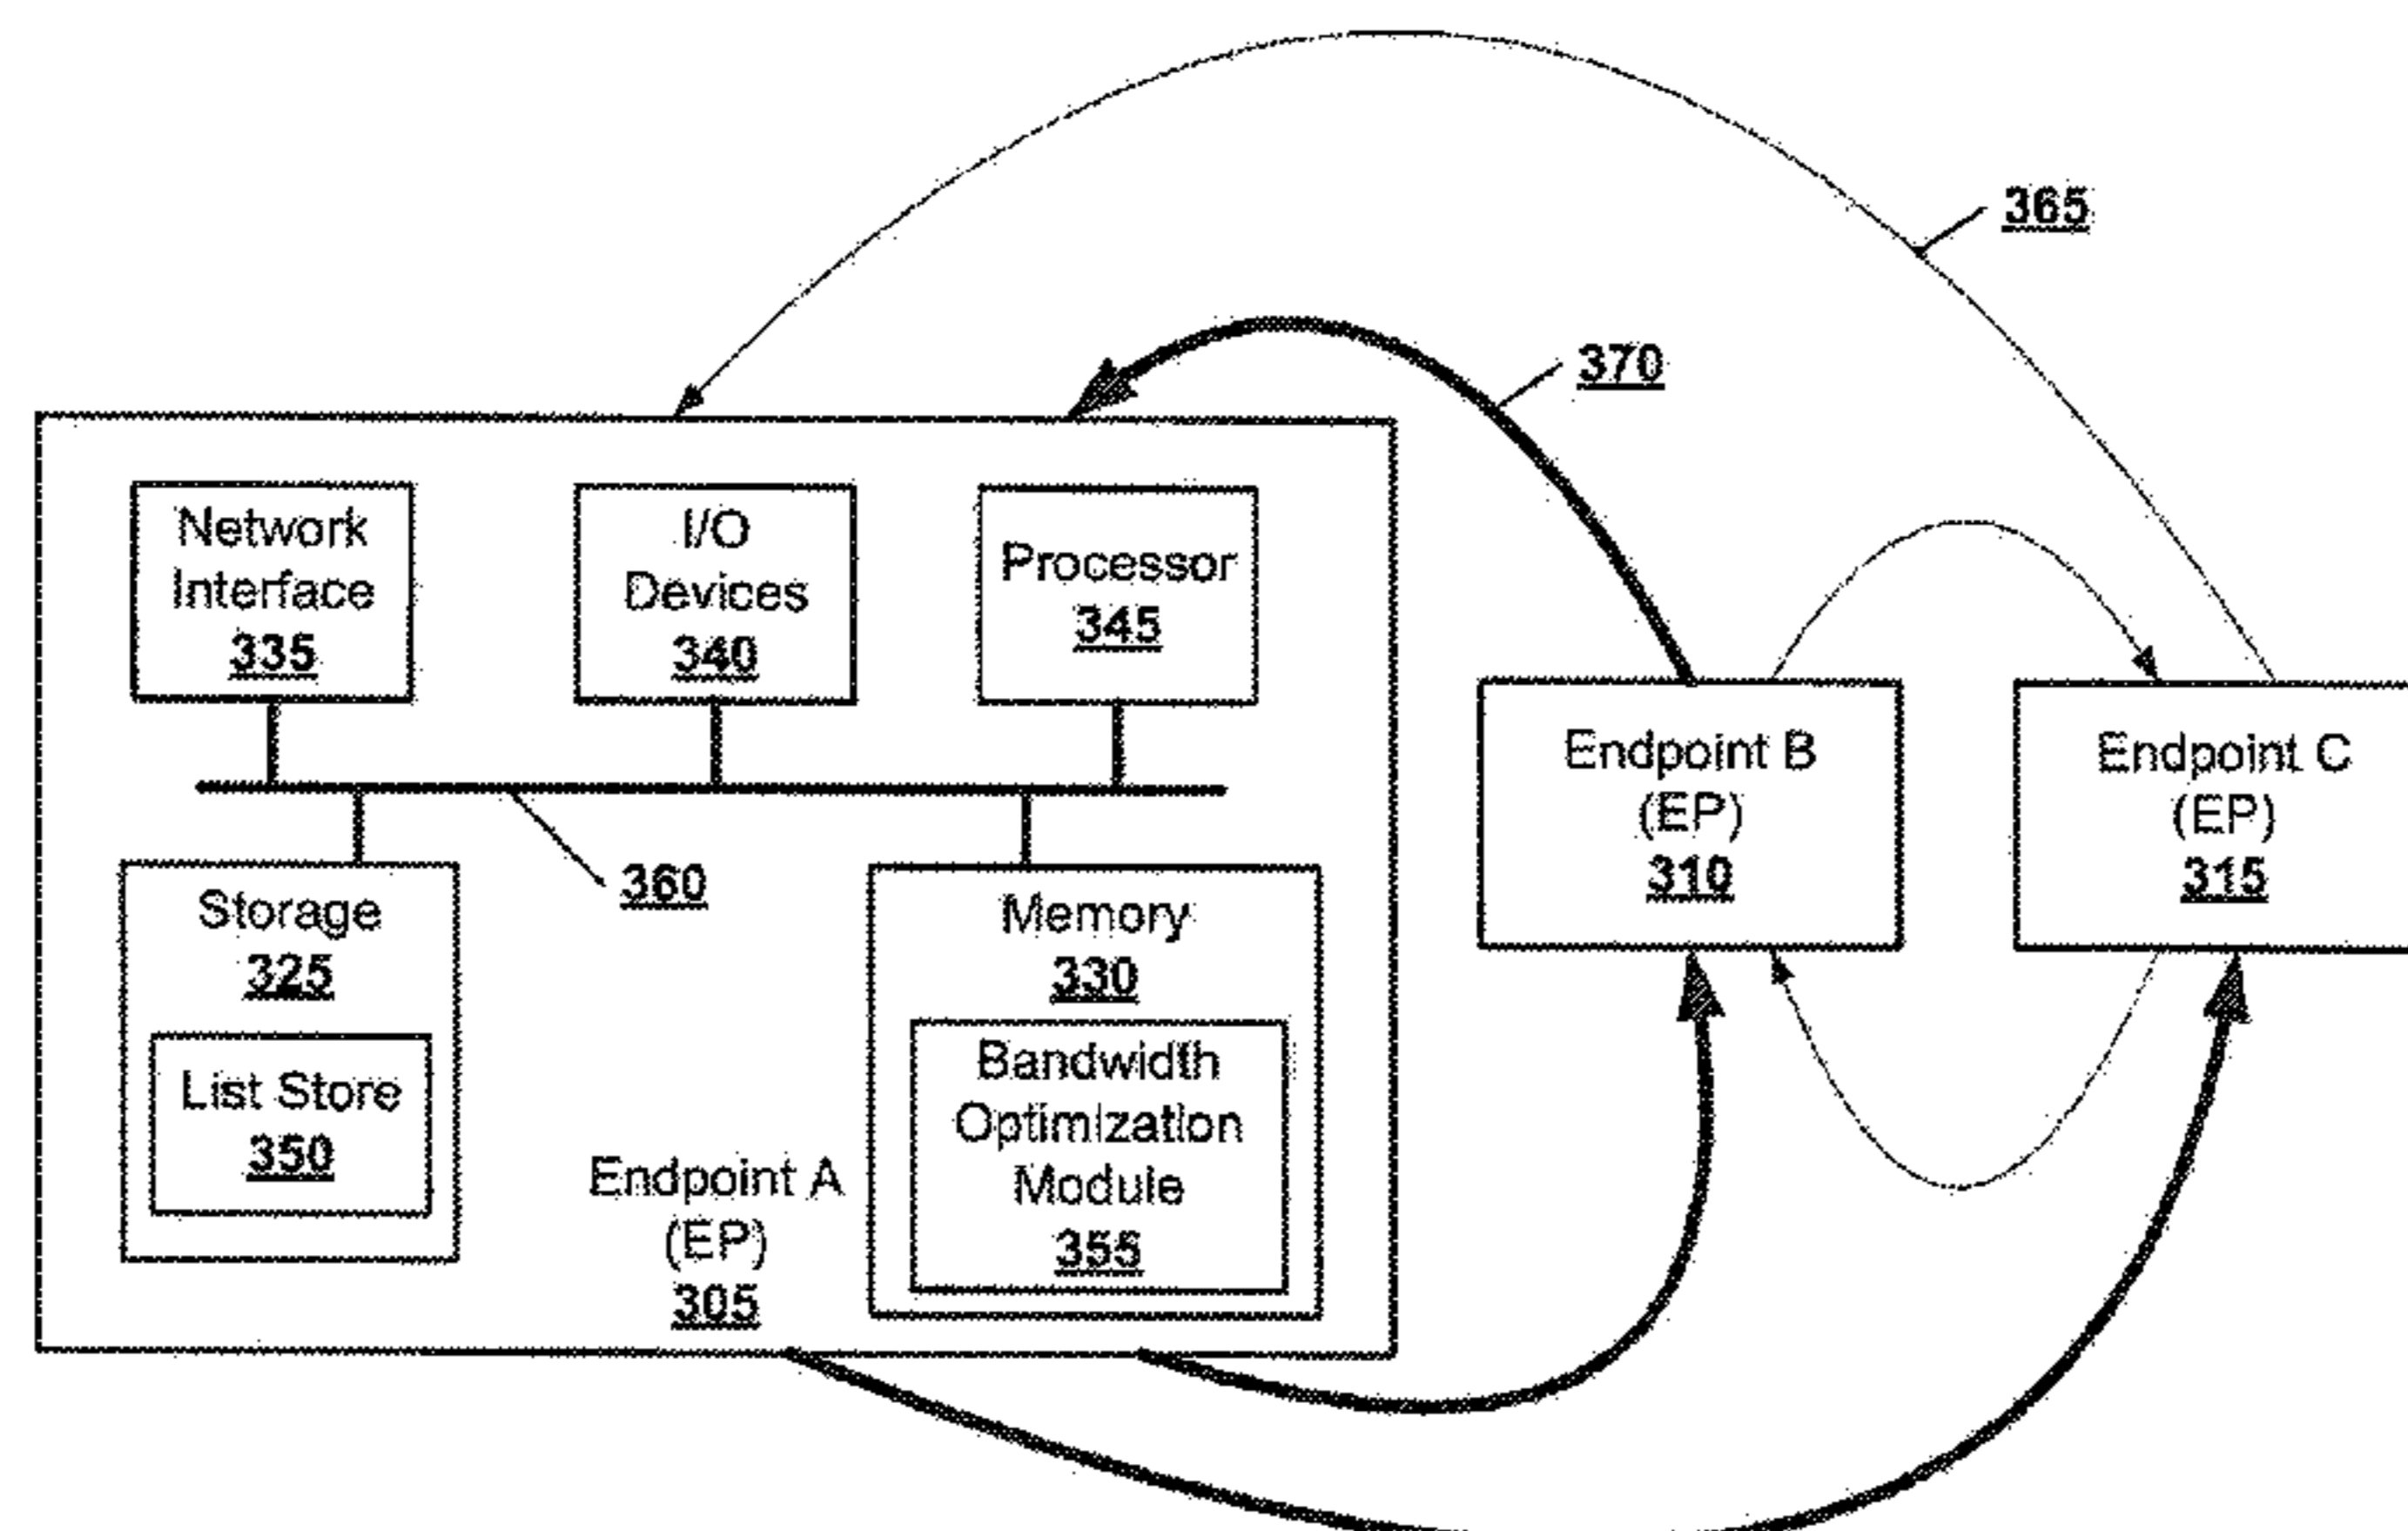 365
370
Network
Interface
335
I/O
Devices
340
Processor
345
Endpoint B
(EP)
310
Endpoint C
(EP)
315
360
Storage
325
List Store
350
Endpoint A
(EP)
305
Memory
330
Bandwidth
Optimization
Module
355